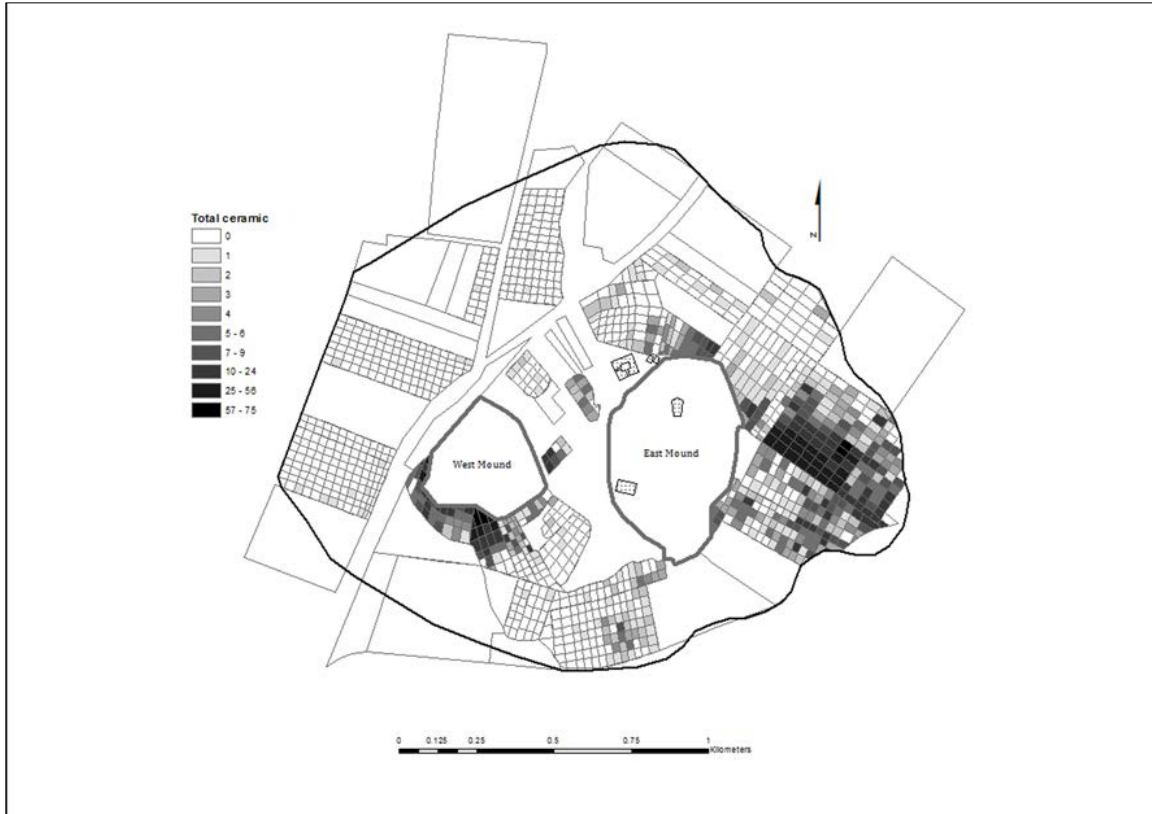 N
Total ceramic
0
1
2
3
4
5 - 6
7 - 9
10 - 24
25 - 56
57 - 75
West Mound
East Mound
0 0.125 0.25 0.5 0.75 1
Kilometers